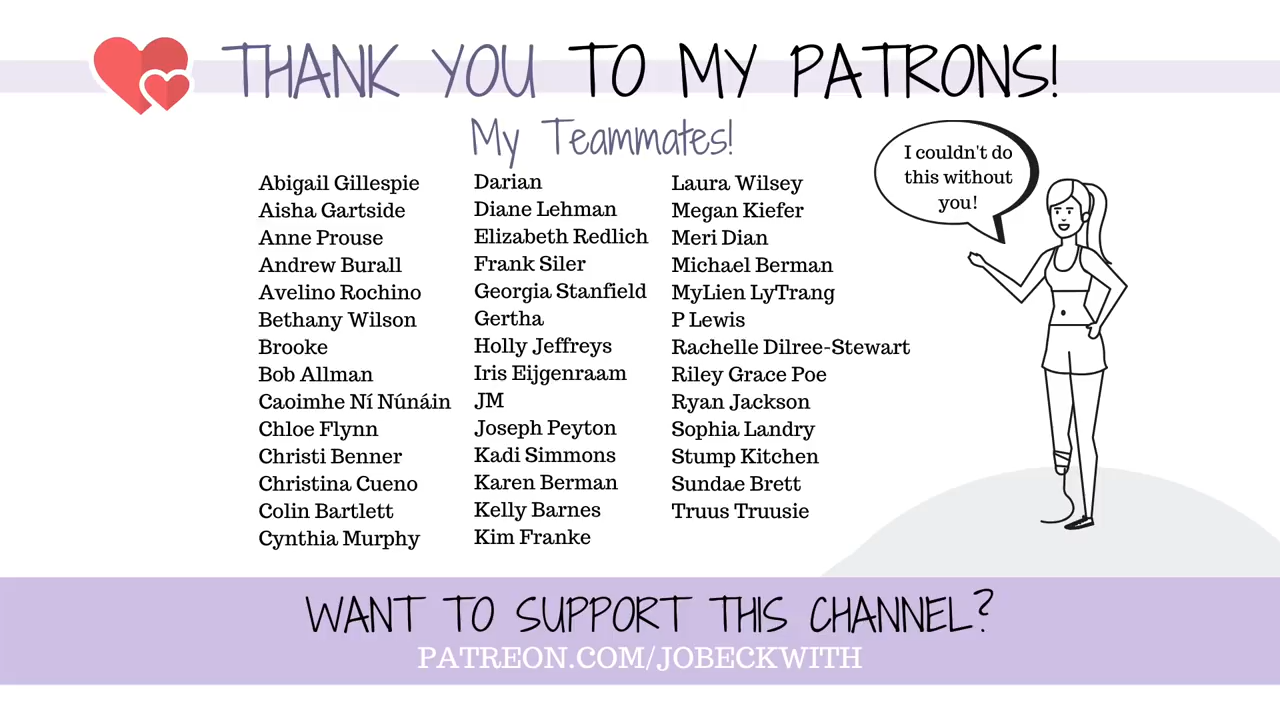 THANK YOU TO MY PATRONS!
My Teammates!
Abigail Gillespie
Aisha Gartside
Anne Prouse
Andrew Burall
Avelino Rochino
Bethany Wilson
Brooke
Bob Allman
Caoimhe Ní Núnáin
Chloe Flynn
Christi Benner
Christina Cueno
Colin Bartlett
Cynthia Murphy
Darian
Diane Lehman
Elizabeth Redlich
Frank Siler
Georgia Stanfield
Gertha
Holly Jeffreys
Iris Eijgenraam
JM
Joseph Peyton
Kadi Simmons
Karen Berman
Kelly Barnes
Kim Franke
Laura Wilsey
Megan Kiefer
Meri Dian
Michael Berman
MyLien LyTrang
P Lewis
Rachelle Dilree-Stewart
Riley Grace Poe
Ryan Jackson
Sophia Landry
Stump Kitchen
Sundae Brett
Truus Truusie
I couldn't do
this without
you!
WANT TO SUPPORT THIS CHANNEL?
PATREON.COM/JOBECKWITH